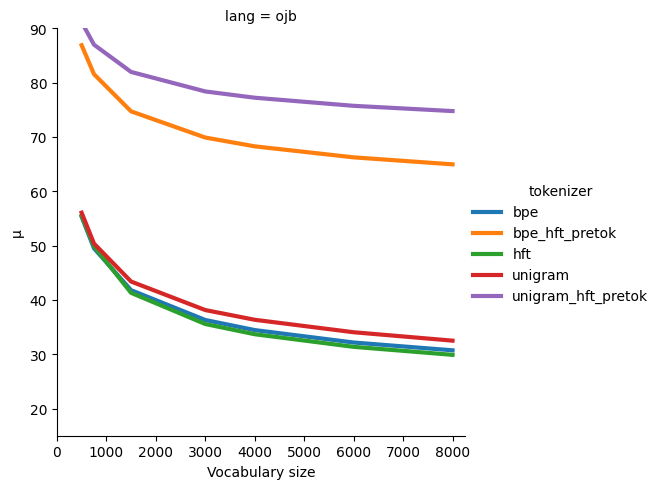 lang = ojb
90
80
70
60
50
40
30
20
μ
0 1000 2000 3000 4000 5000 6000 7000 8000
Vocabulary size
tokenizer
bpe
bpe_hft_pretok
hft
unigram
unigram_hft_pretok